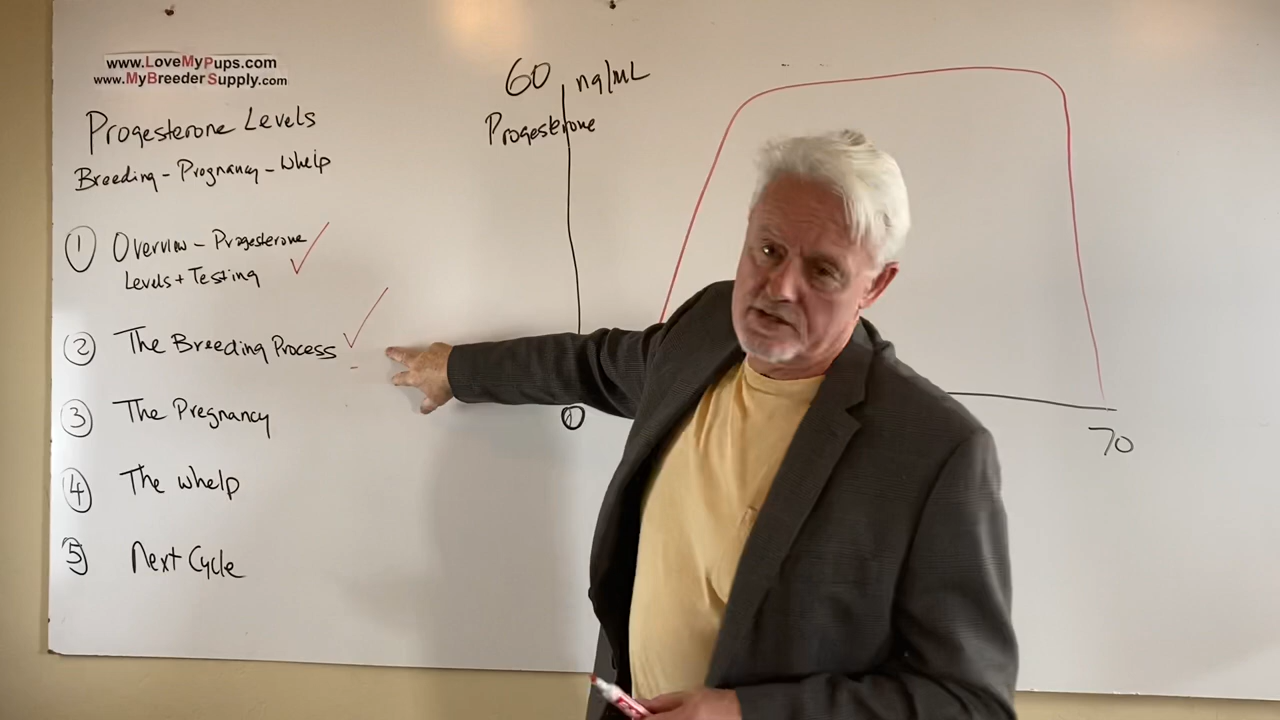 www.LoveMyPups.com
www.MyBreederSupply.com
Progesterone Levels
Breeding - Pregnancy - Whelp
1 Overview - Progesterone
Levels + Testing
2 The Breeding Process
3 The Pregnancy
4 The Whelp
5 Next Cycle
60 ng/mL
Progesterone
0
70